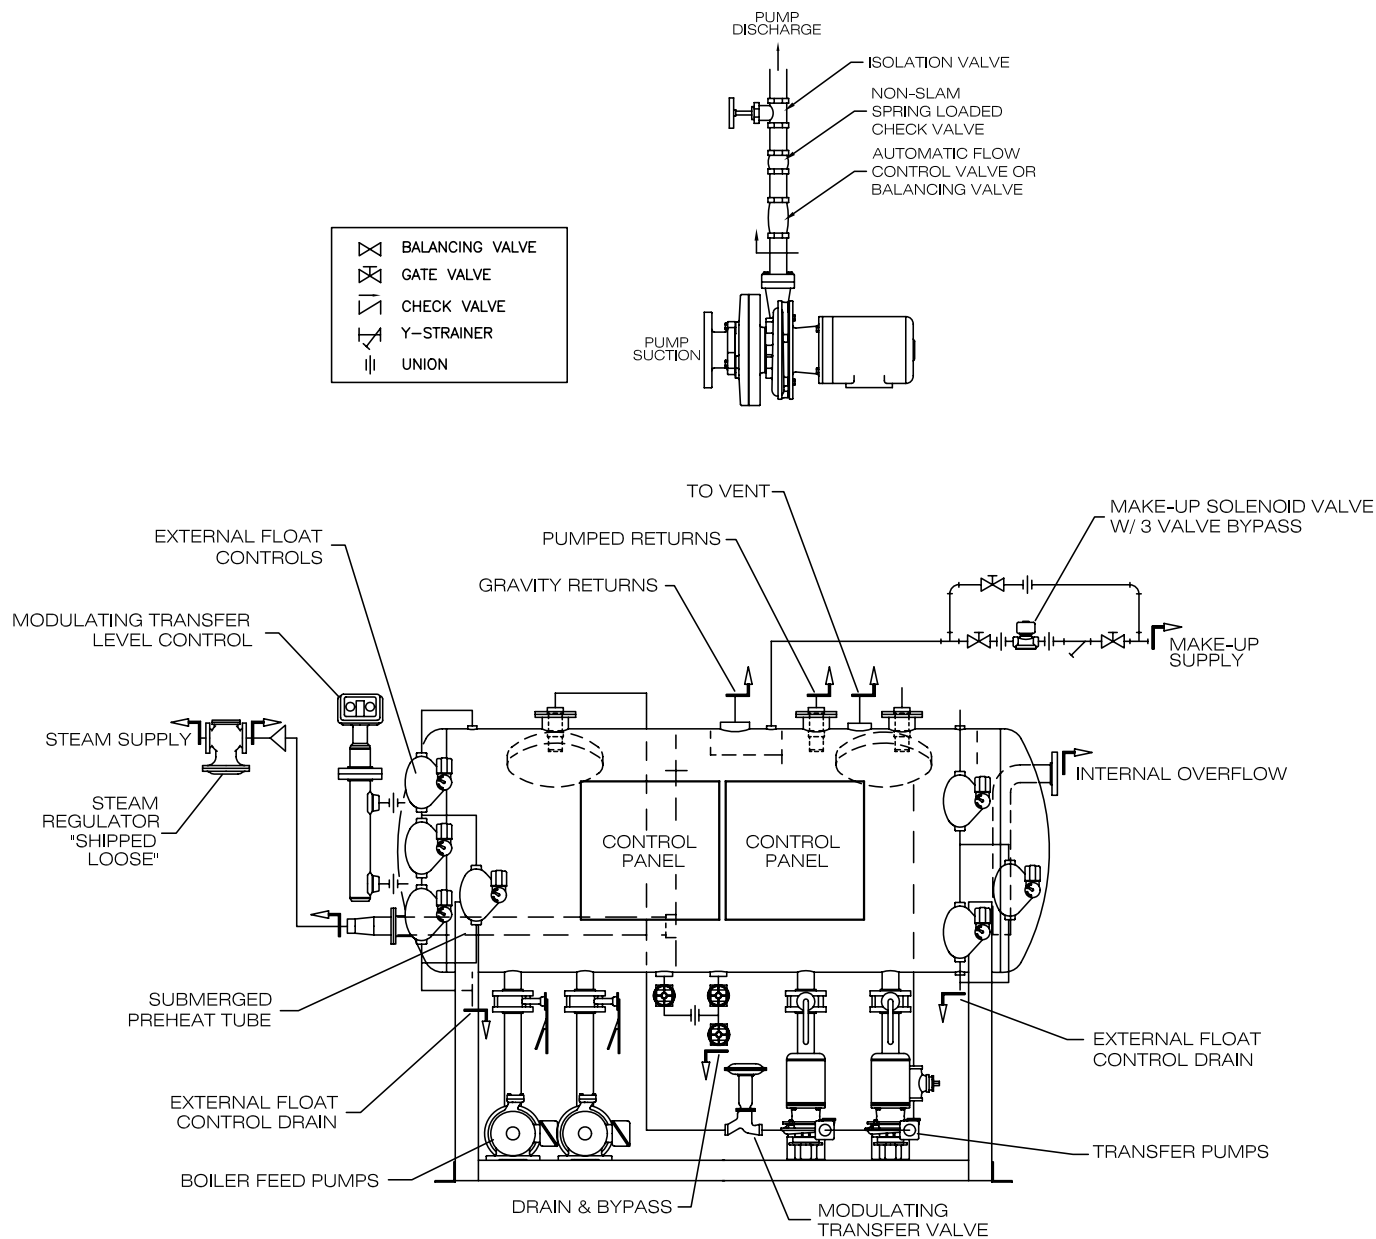 PUMP
DISCHARGE
ISOLATION VALVE
NON-SLAM
SPRING LOADED
CHECK VALVE
AUTOMATIC FLOW
CONTROL VALVE OR
BALANCING VALVE
BALANCING VALVE
GATE VALVE
CHECK VALVE
Y-STRAINER
UNION
PUMP
SUCTION
TO VENT
PUMPED RETURNS
GRAVITY RETURNS
MAKE-UP SOLENOID VALVE
W/ 3 VALVE BYPASS
EXTERNAL FLOAT
CONTROLS
MODULATING TRANSFER
LEVEL CONTROL
MAKE-UP
SUPPLY
STEAM SUPPLY
INTERNAL OVERFLOW
STEAM
REGULATOR
"SHIPPED
LOOSE"
CONTROL
PANEL
CONTROL
PANEL
SUBMERGED
PREHEAT TUBE
EXTERNAL FLOAT
CONTROL DRAIN
EXTERNAL FLOAT
CONTROL DRAIN
BOILER FEED PUMPS
TRANSFER PUMPS
DRAIN & BYPASS
MODULATING
TRANSFER VALVE